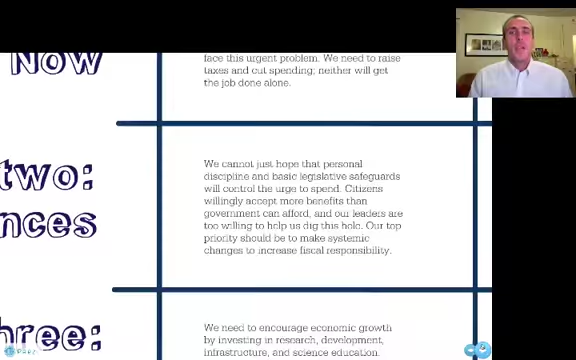 Now
face this urgent problem. We need to raise
taxes and cut spending; neither will get
the job done alone.
two:
nces
We cannot just hope that personal
discipline and basic legislative safeguards
will control the urge to spend. Citizens
willingly accept more benefits than
government can afford, and our leaders are
too willing to help us dig this hole. Our top
priority should be to make systemic
changes to increase fiscal responsibility.
hree:
We need to encourage economic growth
by investing in research, development,
infrastructure, and science education.